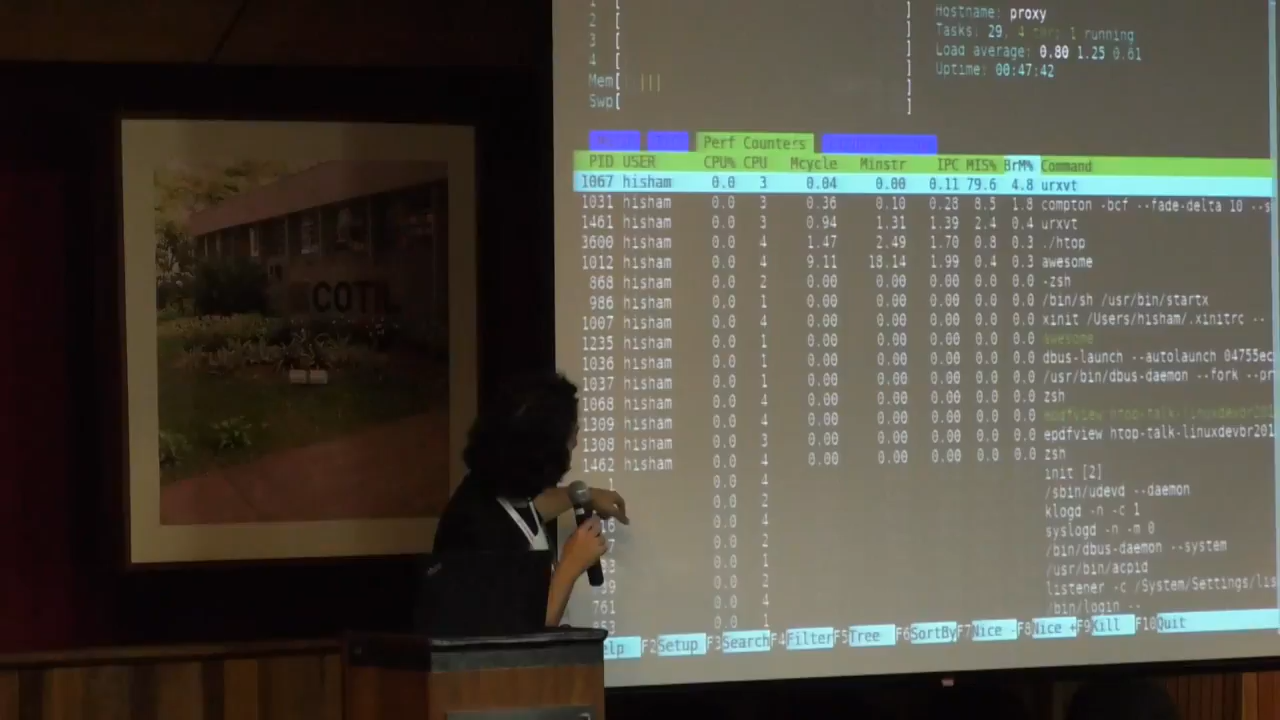 1 [ ]
2 [ ]
3 [ ]
4 [ ]
Mem[ ||| ]
Swp[ ]
Hostname: proxy
Tasks: 29, 4 thr; 1 running
Load average: 0.80 1.25 0.61
Uptime: 00:47:42
Perf Counters
PID USER CPU% CPU Mcycle Minstr IPC MIS% BrM% Command
1067 hisham 0.0 3 0.04 0.00 0.11 79.6 4.8 urxvt
1031 hisham 0.0 3 0.36 0.10 0.28 8.5 1.8 compton -bcf --fade-delta 10 --s
1461 hisham 0.0 3 0.94 1.31 1.39 2.4 0.4 urxvt
3600 hisham 0.0 4 1.47 2.49 1.70 0.8 0.3 ./htop
1012 hisham 0.0 4 9.11 18.14 1.99 0.4 0.3 awesome
868 hisham 0.0 2 0.00 0.00 0.00 0.0 0.0 -zsh
986 hisham 0.0 1 0.00 0.00 0.00 0.0 0.0 /bin/sh /usr/bin/startx
1007 hisham 0.0 4 0.00 0.00 0.00 0.0 0.0 xinit /Users/hisham/.xinitrc --
1235 hisham 0.0 1 0.00 0.00 0.00 0.0 0.0 awesome
1036 hisham 0.0 1 0.00 0.00 0.00 0.0 0.0 dbus-launch --autolaunch 04755ec
1037 hisham 0.0 1 0.00 0.00 0.00 0.0 0.0 /usr/bin/dbus-daemon --fork --pr
1068 hisham 0.0 4 0.00 0.00 0.00 0.0 0.0 zsh
1309 hisham 0.0 4 0.00 0.00 0.00 0.0 0.0 epdfview htop-talk-linuxdevbr201
1308 hisham 0.0 3 0.00 0.00 0.00 0.0 0.0 epdfview htop-talk-linuxdevbr201
1462 hisham 0.0 4 0.00 0.00 0.00 0.0 0.0 zsh
1 0.0 4 init [2]
0.0 2 /sbin/udevd --daemon
16 0.0 4 klogd -n -c 1
0.0 2 syslogd -n -m 0
0.0 1 /bin/dbus-daemon --system
0.0 2 /usr/bin/acpid
761 0.0 4 listener -c /System/Settings/lis
853 0.0 1 /bin/login --
elp F2Setup F3Search F4Filter F5Tree F6SortBy F7Nice - F8Nice + F9Kill F10Quit
COTIL